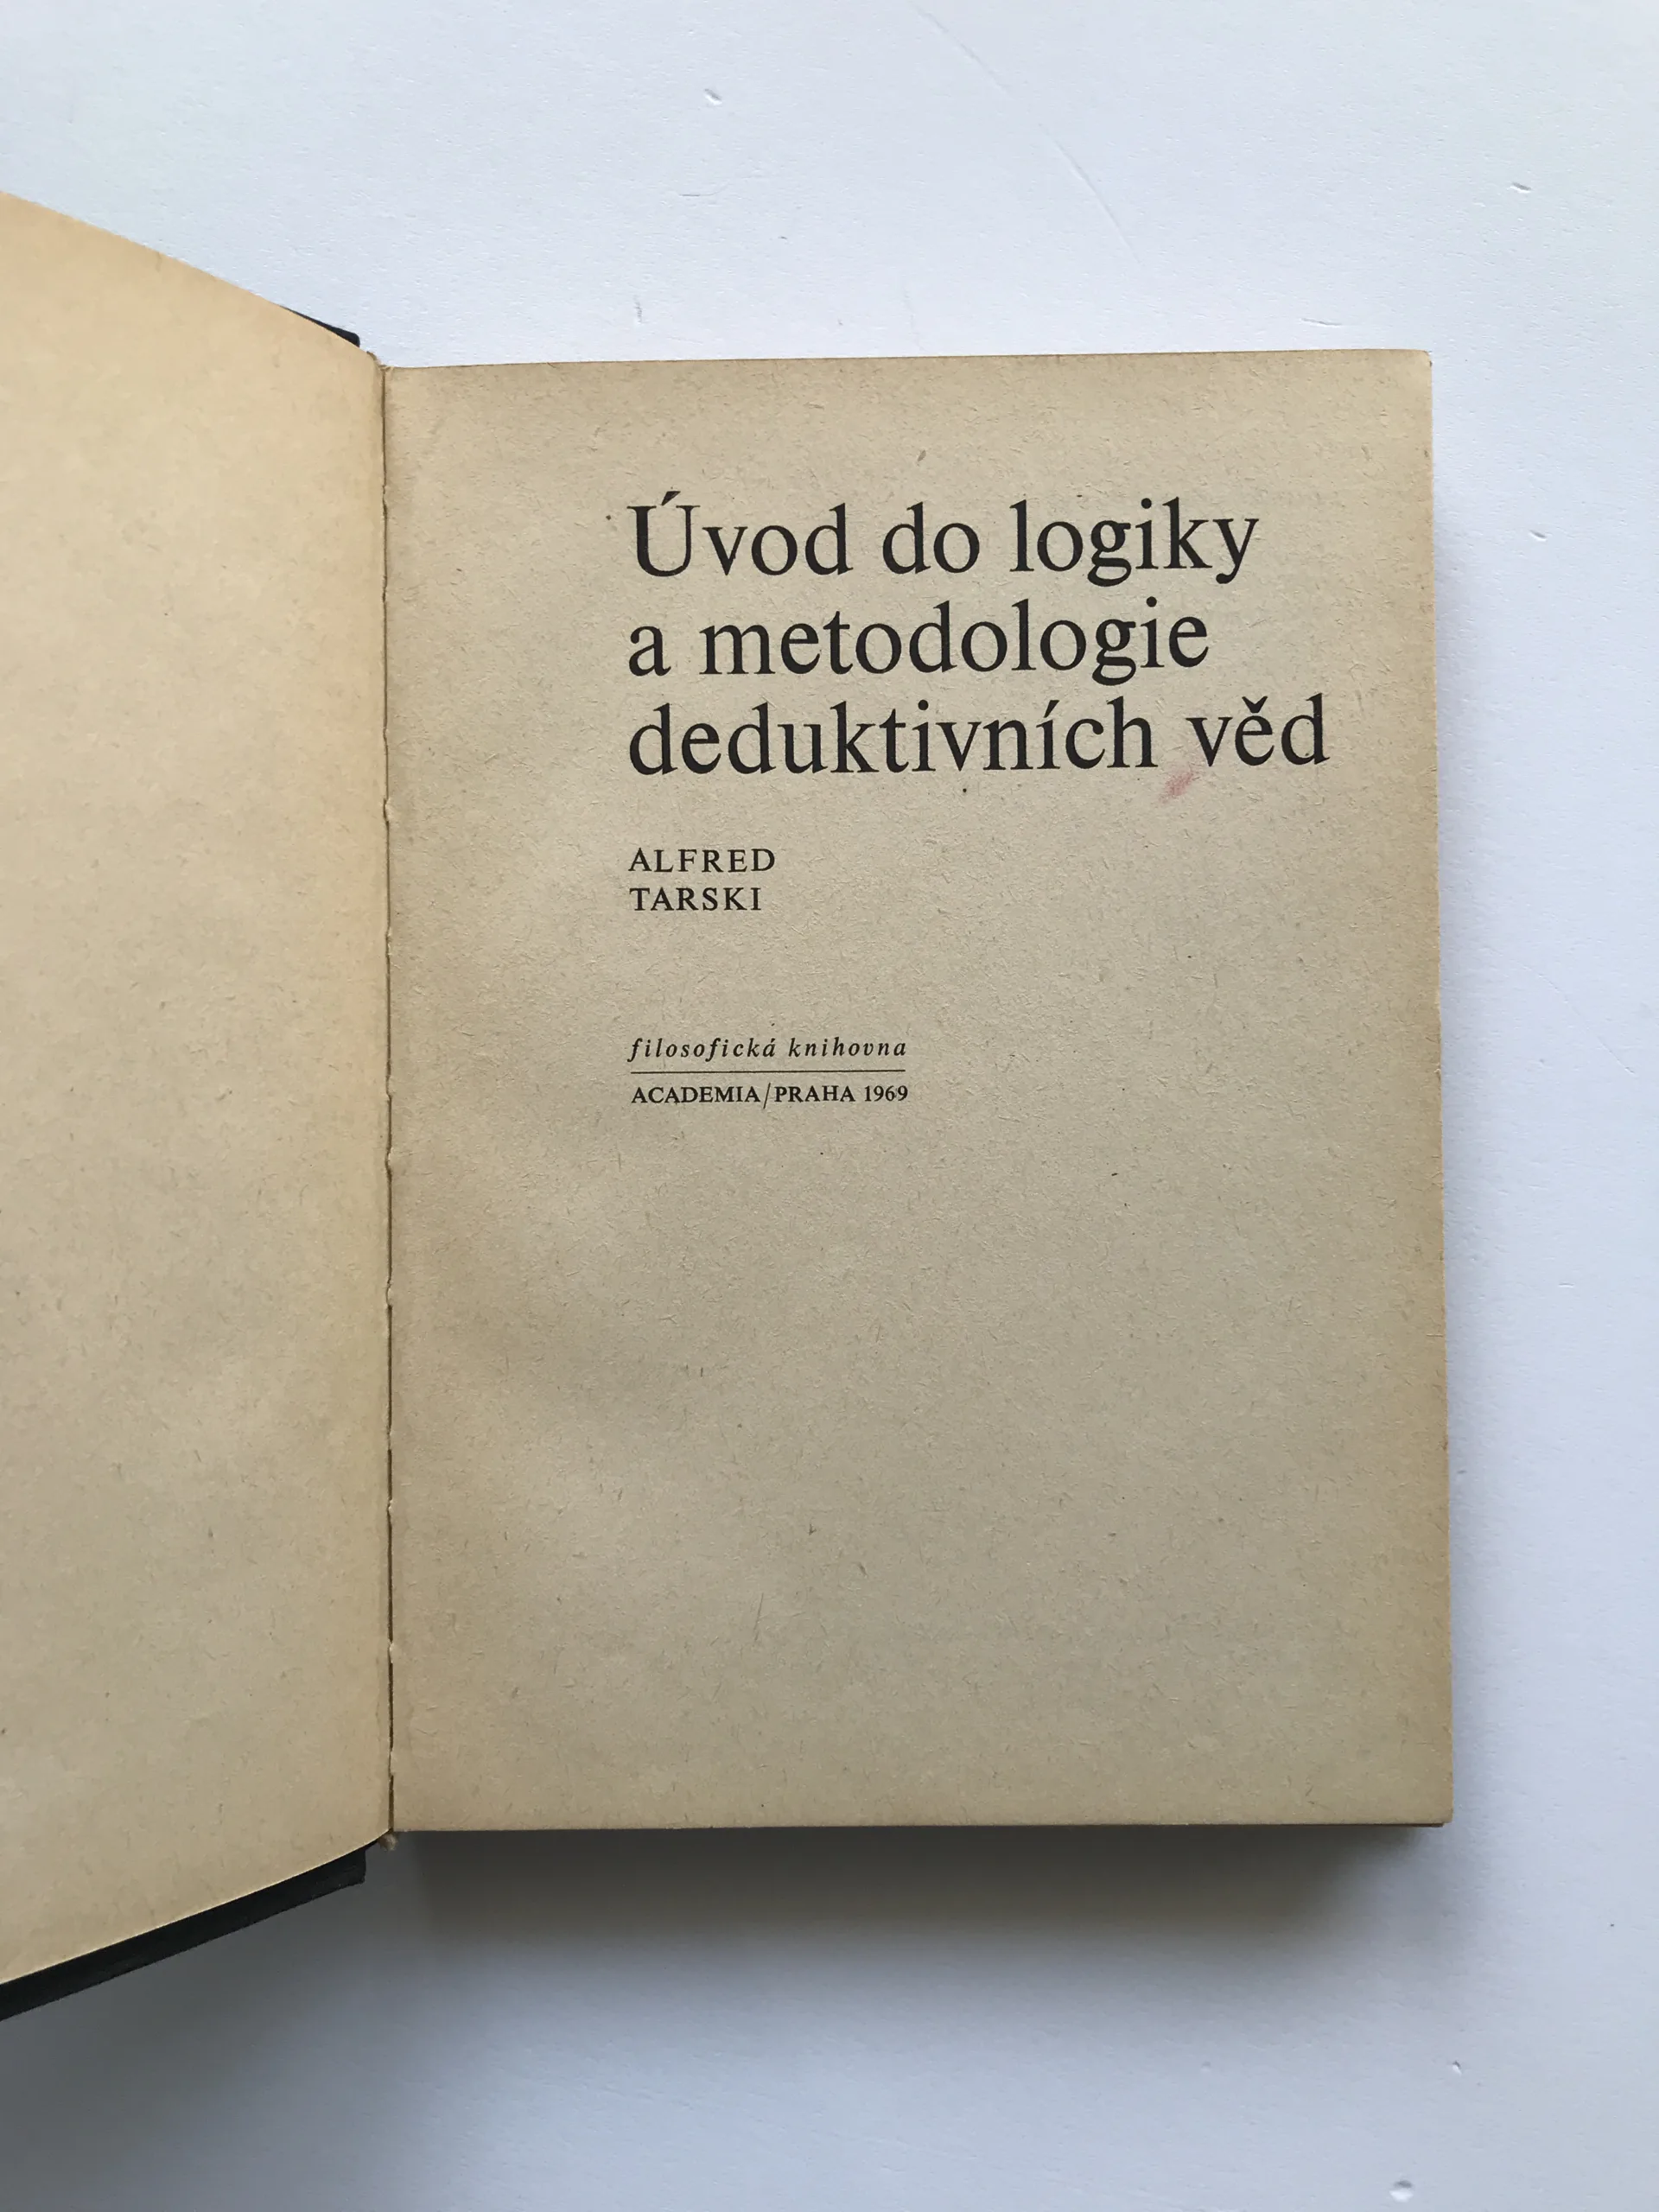 Úvod do logiky
a metodologie
deduktivních věd
ALFRED
TARSKI
filosofická knihovna
ACADEMIA/PRAHA 1969